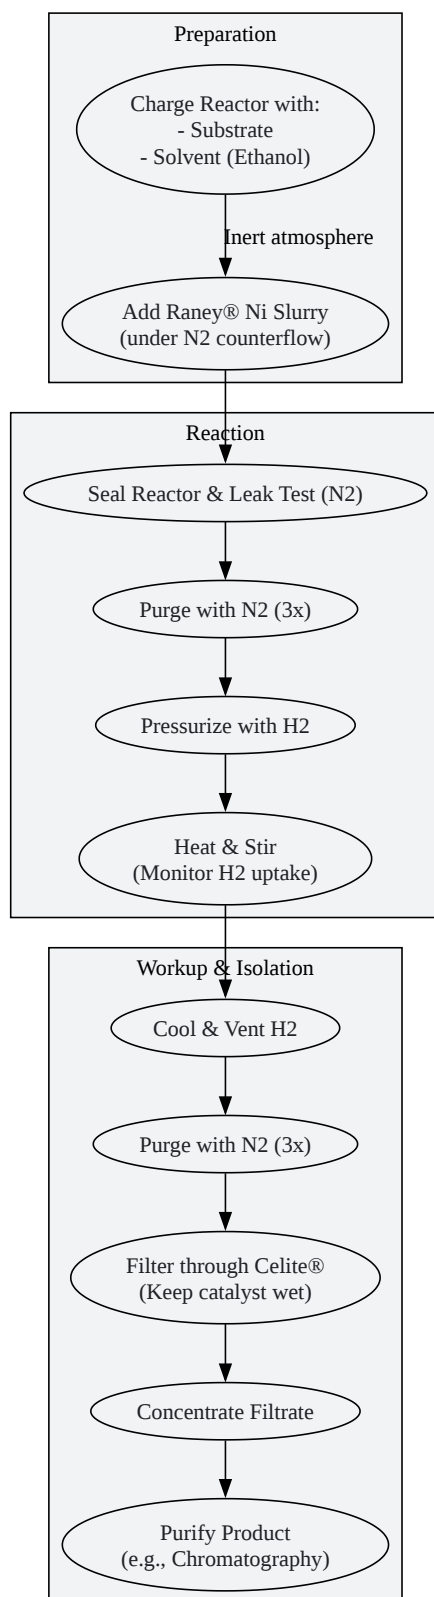 Preparation
Charge Reactor with:
- Substrate
- Solvent (Ethanol)
Inert atmosphere
Add Raney® Ni Slurry
(under N2 counterflow)
Reaction
Seal Reactor & Leak Test (N2)
Purge with N2 (3x)
Pressurize with H2
Heat & Stir
(Monitor H2 uptake)
Workup & Isolation
Cool & Vent H2
Purge with N2 (3x)
Filter through Celite®
(Keep catalyst wet)
Concentrate Filtrate
Purify Product
(e.g., Chromatography)